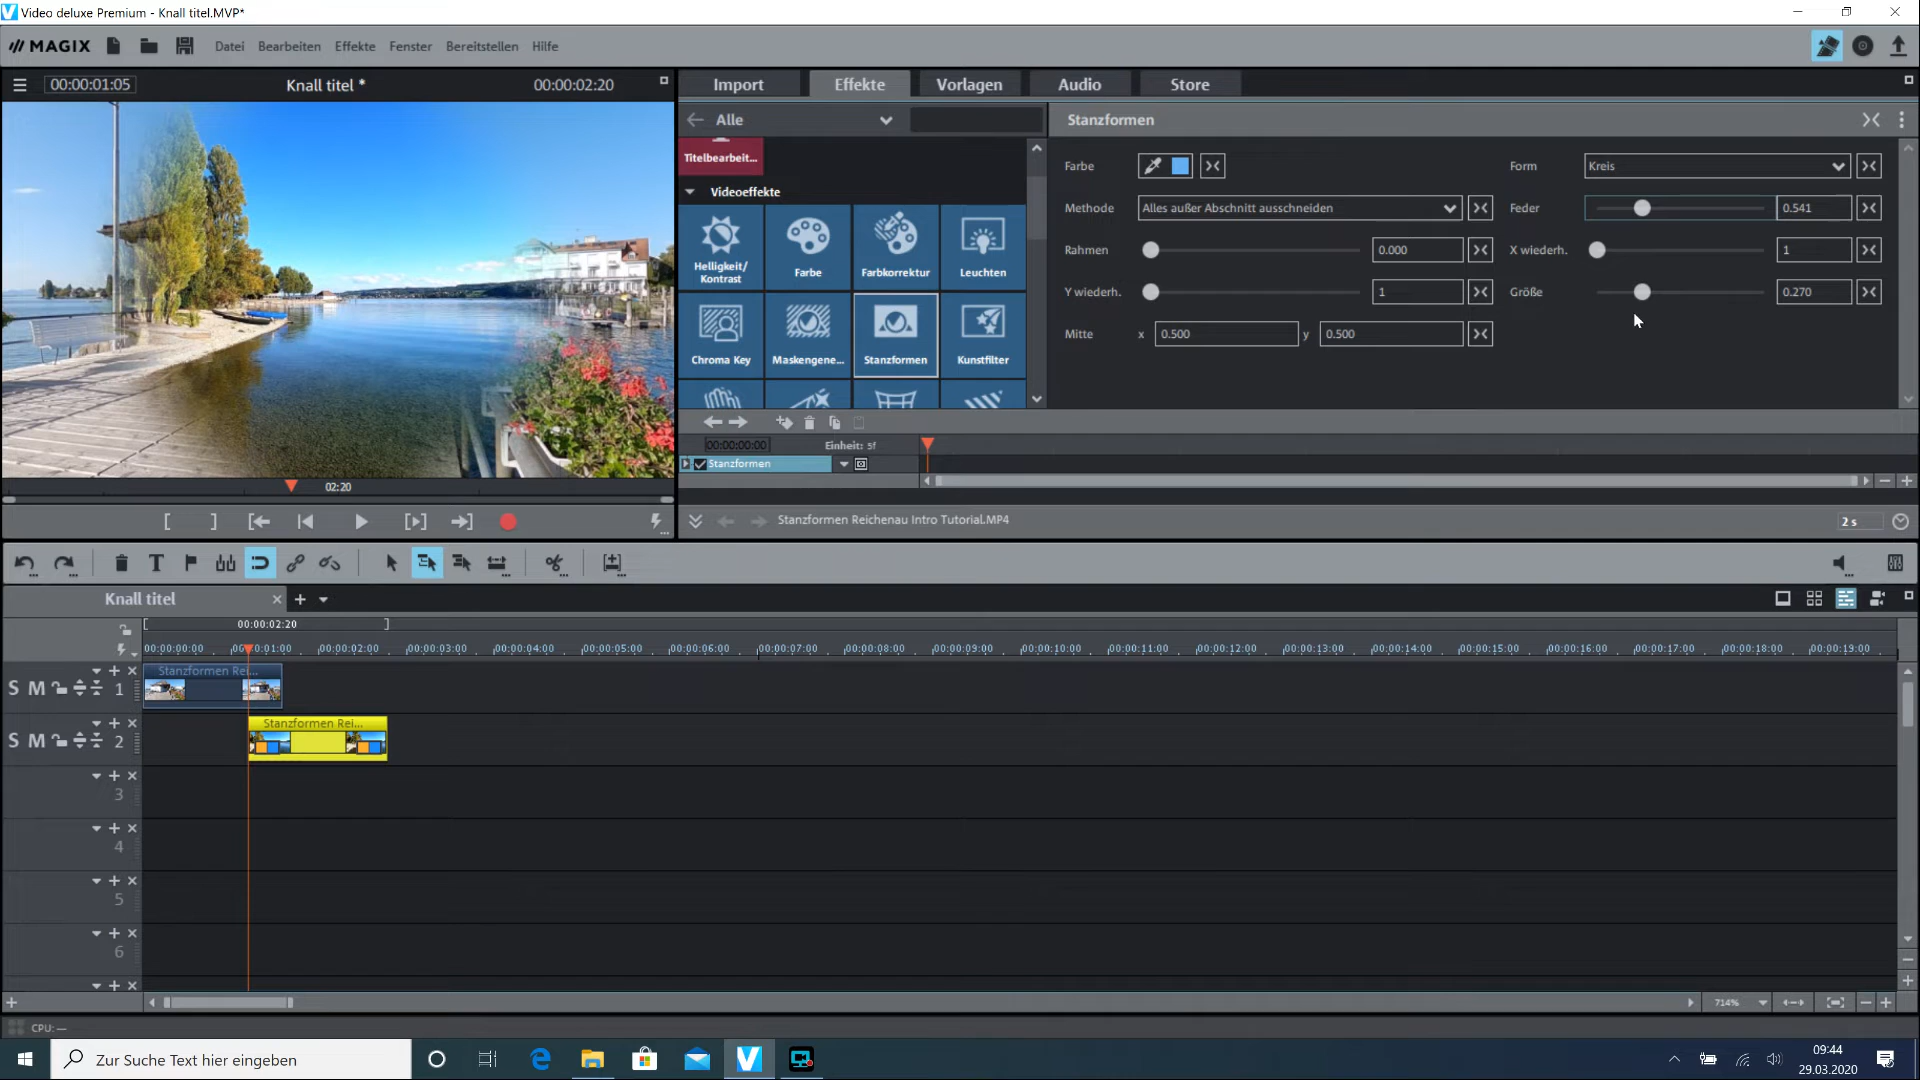 Video deluxe Premium - Knall titel.MVP*
MAGIX Datei Bearbeiten Effekte Fenster Bereitstellen Hilfe
00:00:01:05 Knall titel * 00:00:02:20
Import Effekte Vorlagen Audio Store
Alle
Stanzformen
Titelbearbeit...
Videoeffekte
Helligkeit/
Kontrast
Farbe
Farbkorrektur
Leuchten
Chroma Key
Maskengene...
Stanzformen
Kunstfilter
Farbe
Form Kreis
Methode Alles außer Abschnitt ausschneiden
Feder 0.541
Rahmen 0.000
X wiederh. 1
Y wiederh. 1
Größe 0.270
Mitte x 0.500 y 0.500
00:00:00:00 Einheit: 5f
Stanzformen
02:20
Stanzformen Reichenau Intro Tutorial.MP4
2 s
Knall titel
00:00:02:20
00:00:00:00 00:00:01:00 00:00:02:00 00:00:03:00 00:00:04:00 00:00:05:00 00:00:06:00 00:00:07:00 00:00:08:00 00:00:09:00 00:00:10:00 00:00:11:00 00:00:12:00 00:00:13:00 00:00:14:00 00:00:15:00 00:00:16:00 00:00:17:00 00:00:18:00 00:00:19:00
Stanzformen Rei...
S M 1
Stanzformen Rei...
S M 2
3
4
5
6
714%
CPU: —
Zur Suche Text hier eingeben
09:44
29.03.2020